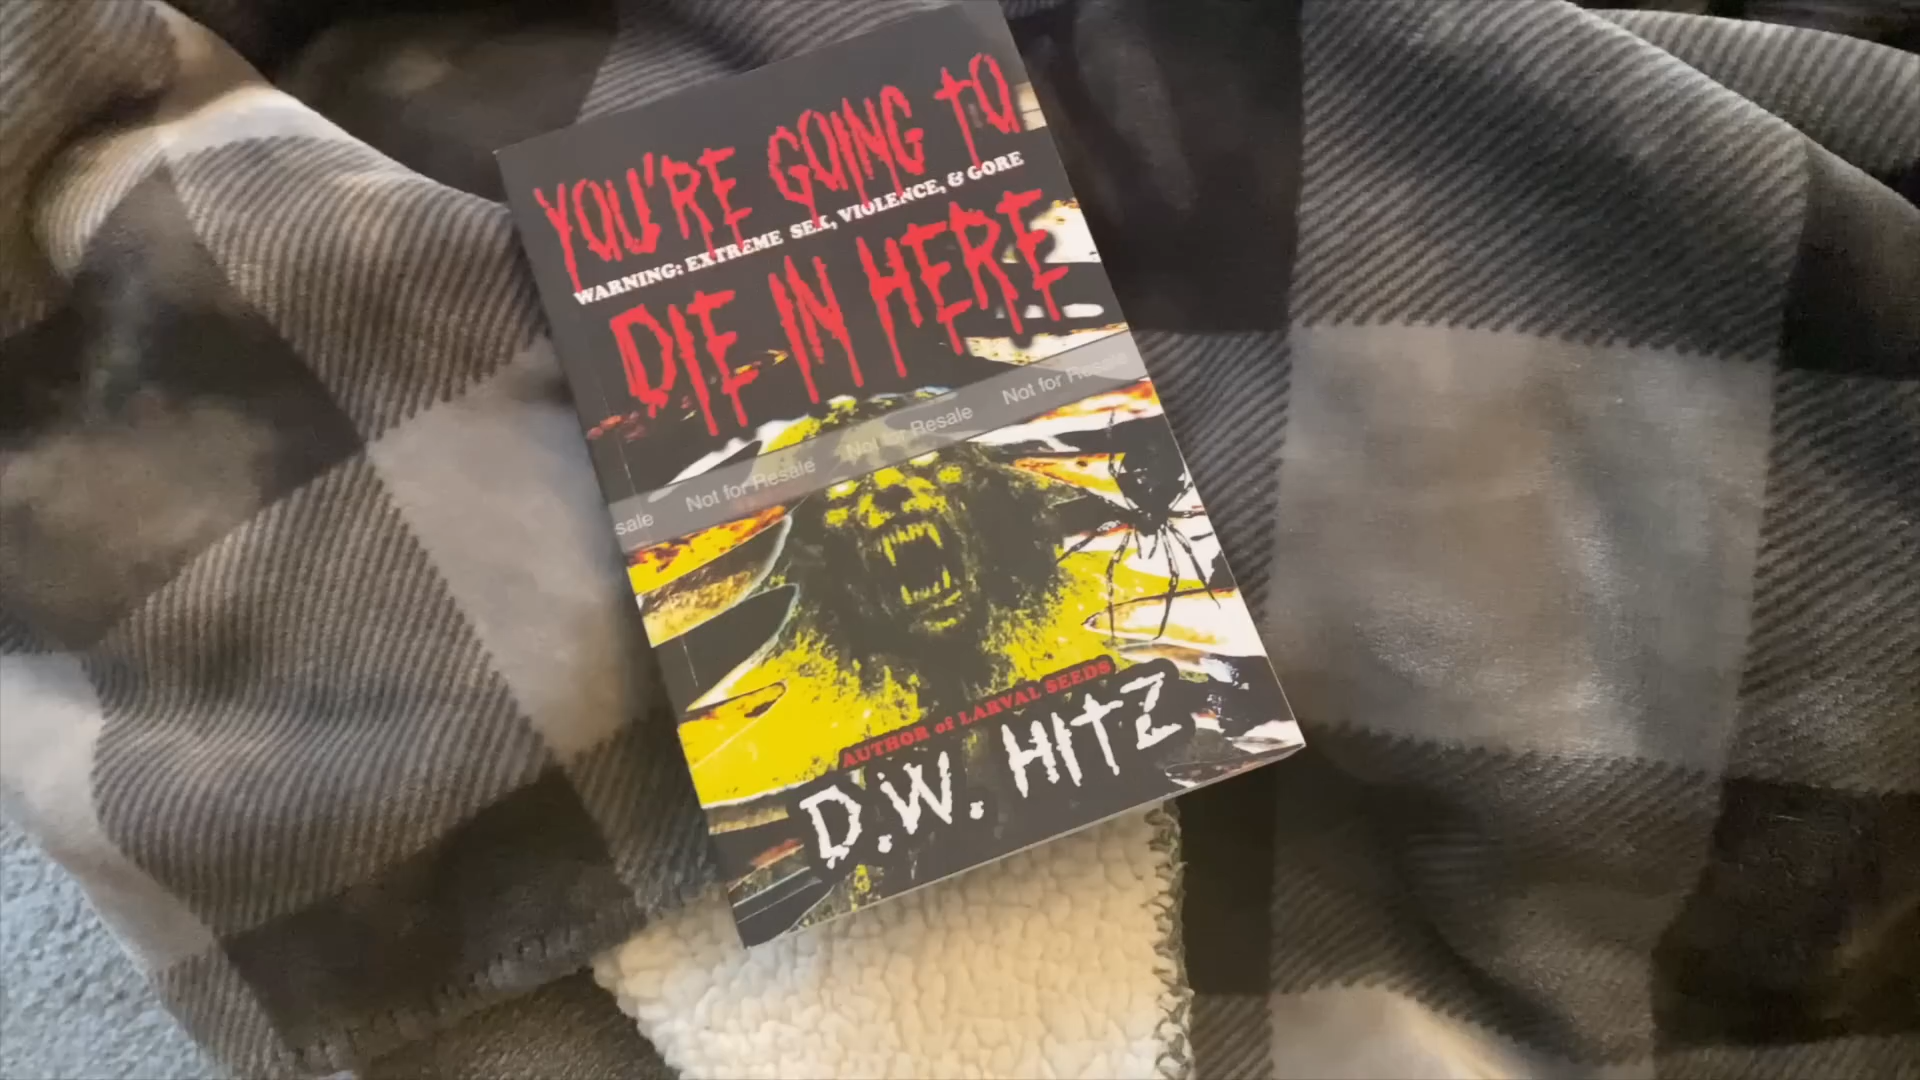 YOU'RE GOING TO
WARNING: EXTREME SEX, VIOLENCE, & GORE
DIE IN HERE
sale Not for Resale Not for Resale Not for Resale
AUTHOR of LARVAL SEEDS
D.W. HITZ